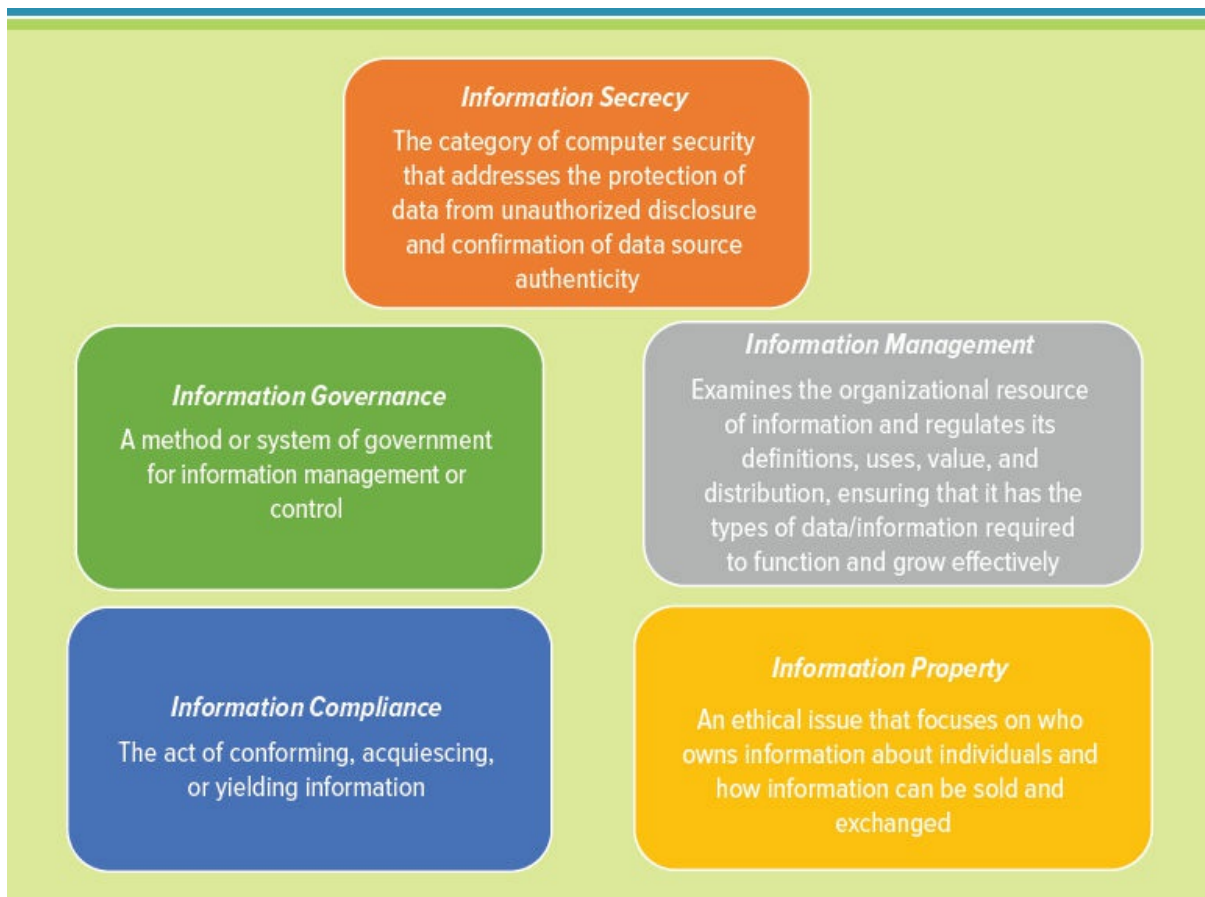 Information Secrecy
The category of computer security
that addresses the protection of
data from unauthorized disclosure
and confirmation of data source
authenticity
Information Governance
A method or system of government
for information management or
control
Information Management
Examines the organizational resource
of information and regulates its
definitions, uses, value, and
distribution, ensuring that it has the
types of data/information required
to function and grow effectively
Information Compliance
The act of conforming, acquiescing,
or yielding information
Information Property
An ethical issue that focuses on who
owns information about individuals and
how information can be sold and
exchanged